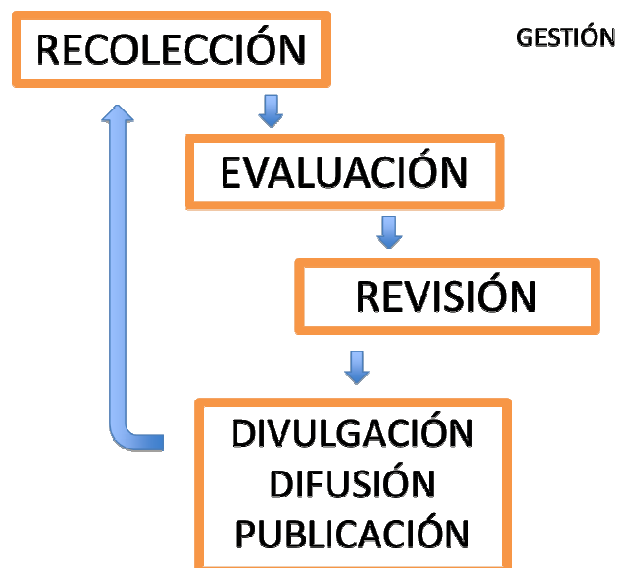 RECOLECCIÓN
GESTIÓN
EVALUACIÓN
REVISIÓN
DIVULGACIÓN
DIFUSIÓN
PUBLICACIÓN